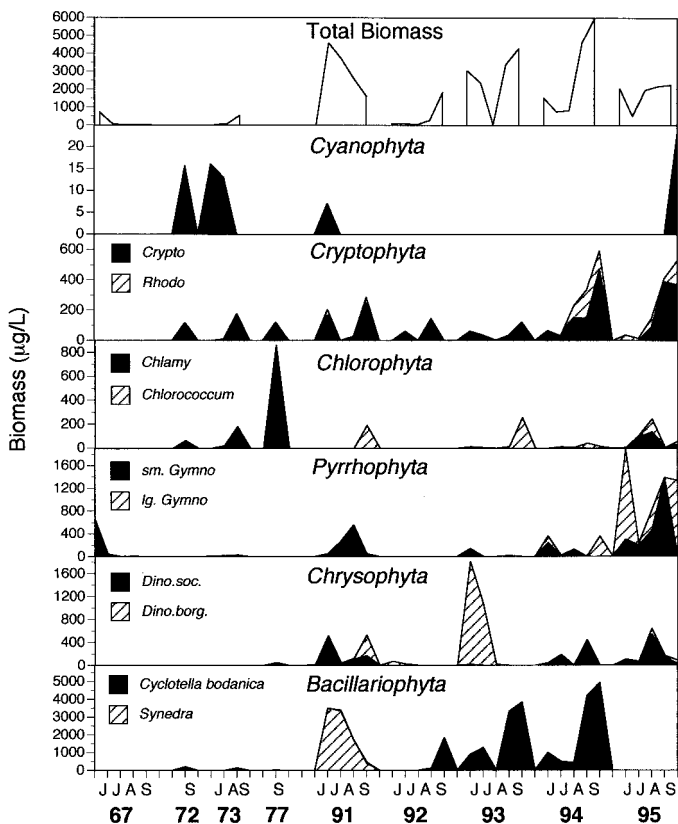 Biomass (µg/L)
Total Biomass
6000
5000
4000
3000
2000
1000
0
Cyanophyta
20
15
10
5
0
Cryptophyta
Crypto
Rhodo
600
400
200
0
Chlorophyta
Chlamy
Chlorococcum
800
600
400
200
0
Pyrrhophyta
sm. Gymno
lg. Gymno
1600
1200
800
400
0
Chrysophyta
Dino.soc.
Dino.borg.
1600
1200
800
400
0
Bacillariophyta
Cyclotella bodanica
Synedra
5000
4000
3000
2000
1000
0
J J A S S J A S S J J A S J J A S J J A S J J A S J J A S
67 72 73 77 91 92 93 94 95